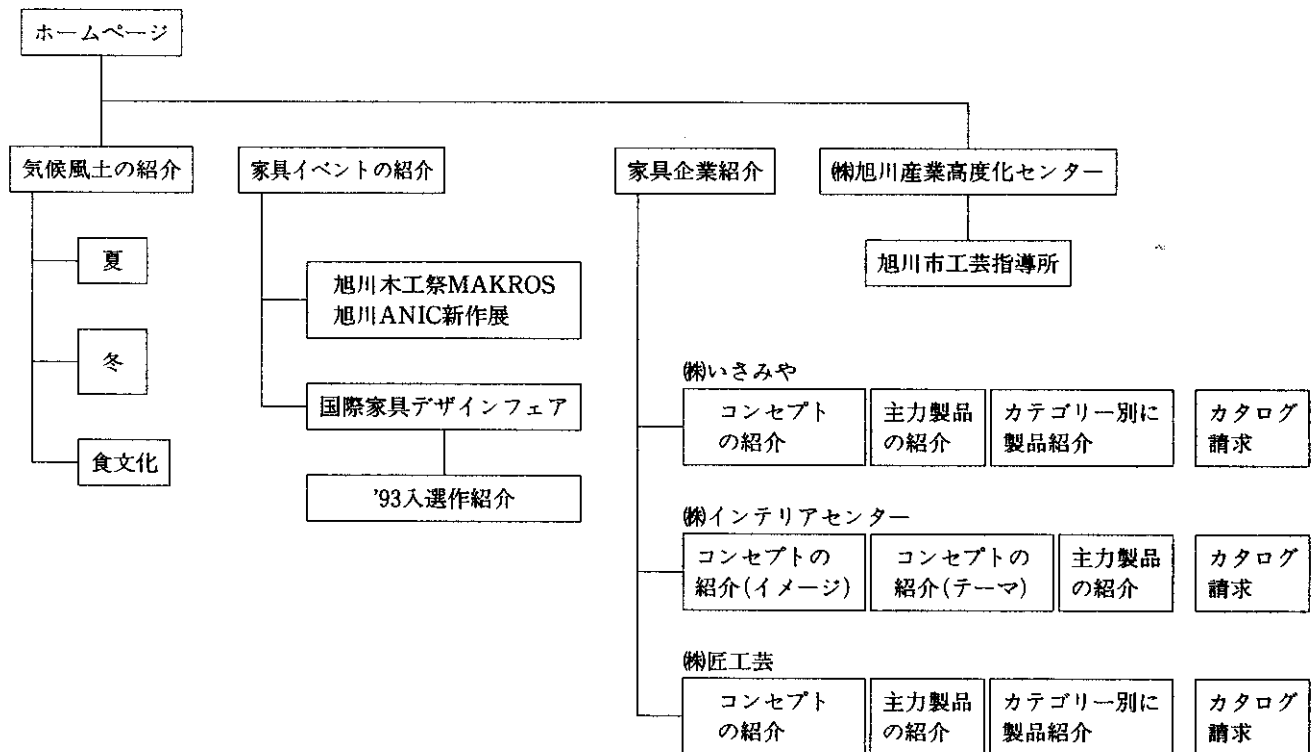 ホームページ
気候風土の紹介
家具イベントの紹介
家具企業紹介
㈱旭川産業高度化センター
夏
冬
食文化
旭川木工祭MAKROS
旭川ANIC新作展
国際家具デザインフェア
'93入選作紹介
旭川市工芸指導所
㈱いさみや
コンセプト
の紹介
主力製品
の紹介
カテゴリー別に
製品紹介
カタログ
請求
㈱インテリアセンター
コンセプトの
紹介(イメージ)
コンセプトの
紹介(テーマ)
主力製品
の紹介
カタログ
請求
㈱匠工芸
コンセプト
の紹介
主力製品
の紹介
カテゴリー別に
製品紹介
カタログ
請求